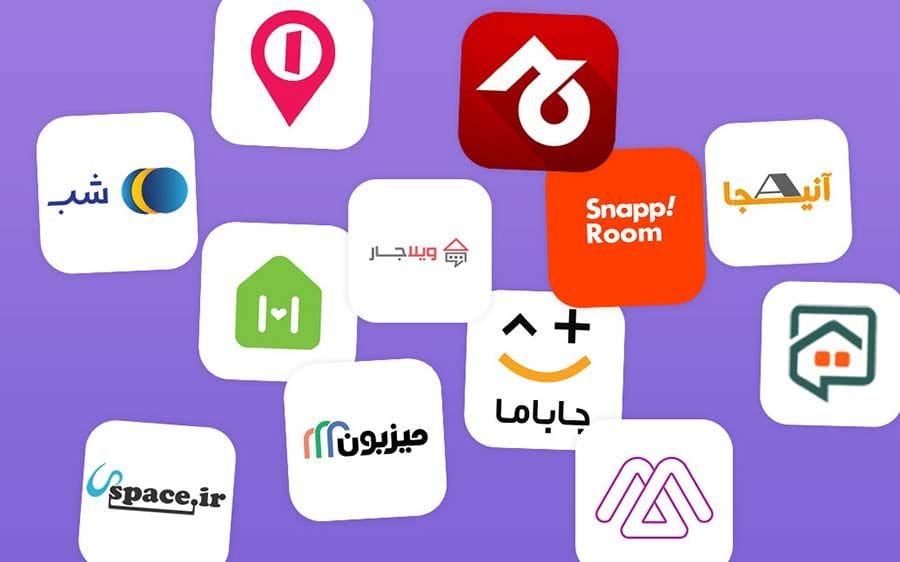 شب
Snapp!
Room
آنیجا
ویلاجار
جاباما
میزبون
space.ir